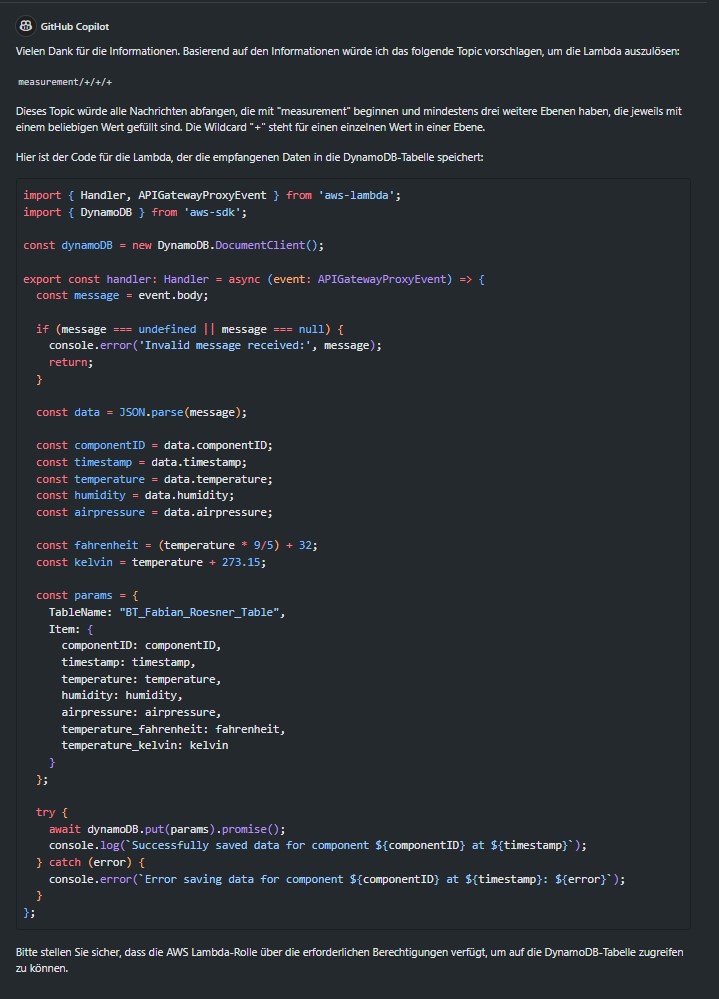 GitHub Copilot
Vielen Dank für die Informationen. Basierend auf den Informationen würde ich das folgende Topic vorschlagen, um die Lambda auszulösen:
measurement/+/+/+
Dieses Topic würde alle Nachrichten abfangen, die mit "measurement" beginnen und mindestens drei weitere Ebenen haben, die jeweils mit
einem beliebigen Wert gefüllt sind. Die Wildcard "+" steht für einen einzelnen Wert in einer Ebene.
Hier ist der Code für die Lambda, der die empfangenen Daten in die DynamoDB-Tabelle speichert:
import { Handler, APIGatewayProxyEvent } from 'aws-lambda';
import { DynamoDB } from 'aws-sdk';
const dynamoDB = new DynamoDB.DocumentClient();
export const handler: Handler = async (event: APIGatewayProxyEvent) => {
  const message = event.body;
  if (message === undefined || message === null) {
    console.error('Invalid message received:', message);
    return;
  }
  const data = JSON.parse(message);
  const componentID = data.componentID;
  const timestamp = data.timestamp;
  const temperature = data.temperature;
  const humidity = data.humidity;
  const airpressure = data.airpressure;
  const fahrenheit = (temperature * 9/5) + 32;
  const kelvin = temperature + 273.15;
  const params = {
    TableName: "BT_Fabian_Roesner_Table",
    Item: {
      componentID: componentID,
      timestamp: timestamp,
      temperature: temperature,
      humidity: humidity,
      airpressure: airpressure,
      temperature_fahrenheit: fahrenheit,
      temperature_kelvin: kelvin
    }
  };
  try {
    await dynamoDB.put(params).promise();
    console.log(`Successfully saved data for component ${componentID} at ${timestamp}`);
  } catch (error) {
    console.error(`Error saving data for component ${componentID} at ${timestamp}: ${error}`);
  }
};
Bitte stellen Sie sicher, dass die AWS Lambda-Rolle über die erforderlichen Berechtigungen verfügt, um auf die DynamoDB-Tabelle zugreifen
zu können.